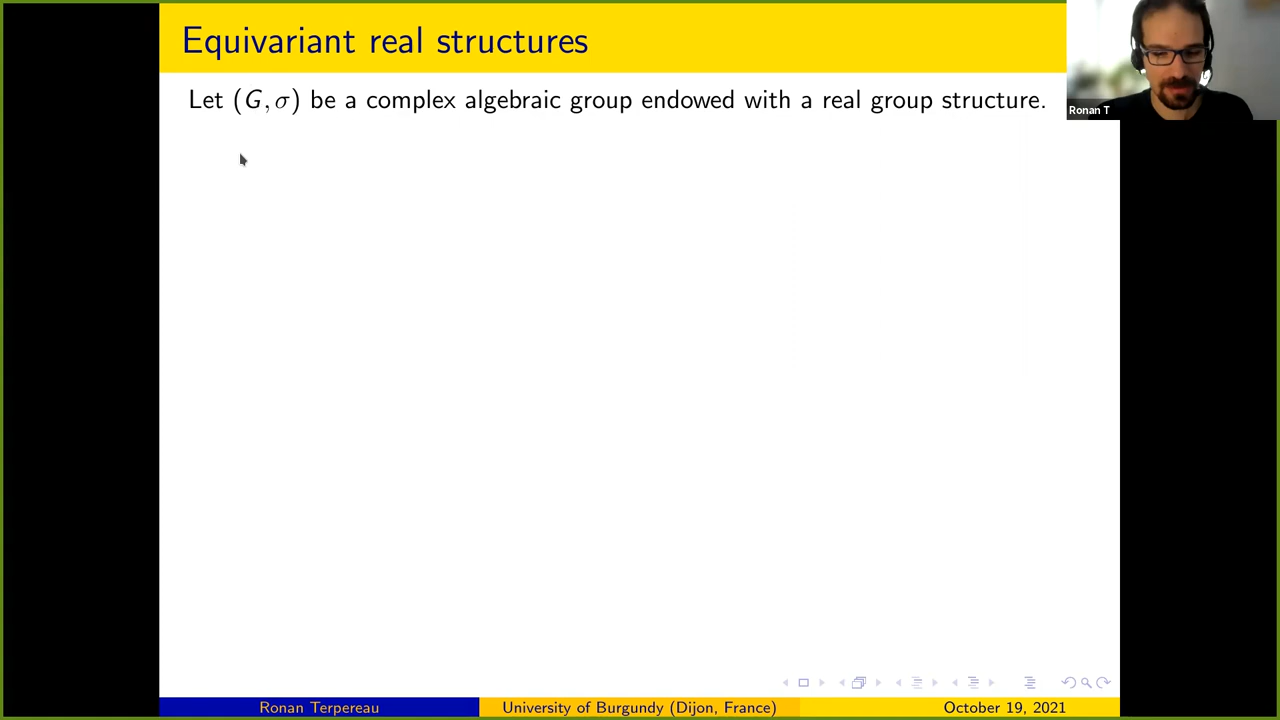 Equivariant real structures
Let (G, σ) be a complex algebraic group endowed with a real group structure.
Ronan T
Ronan Terpereau
University of Burgundy (Dijon, France)
October 19, 2021